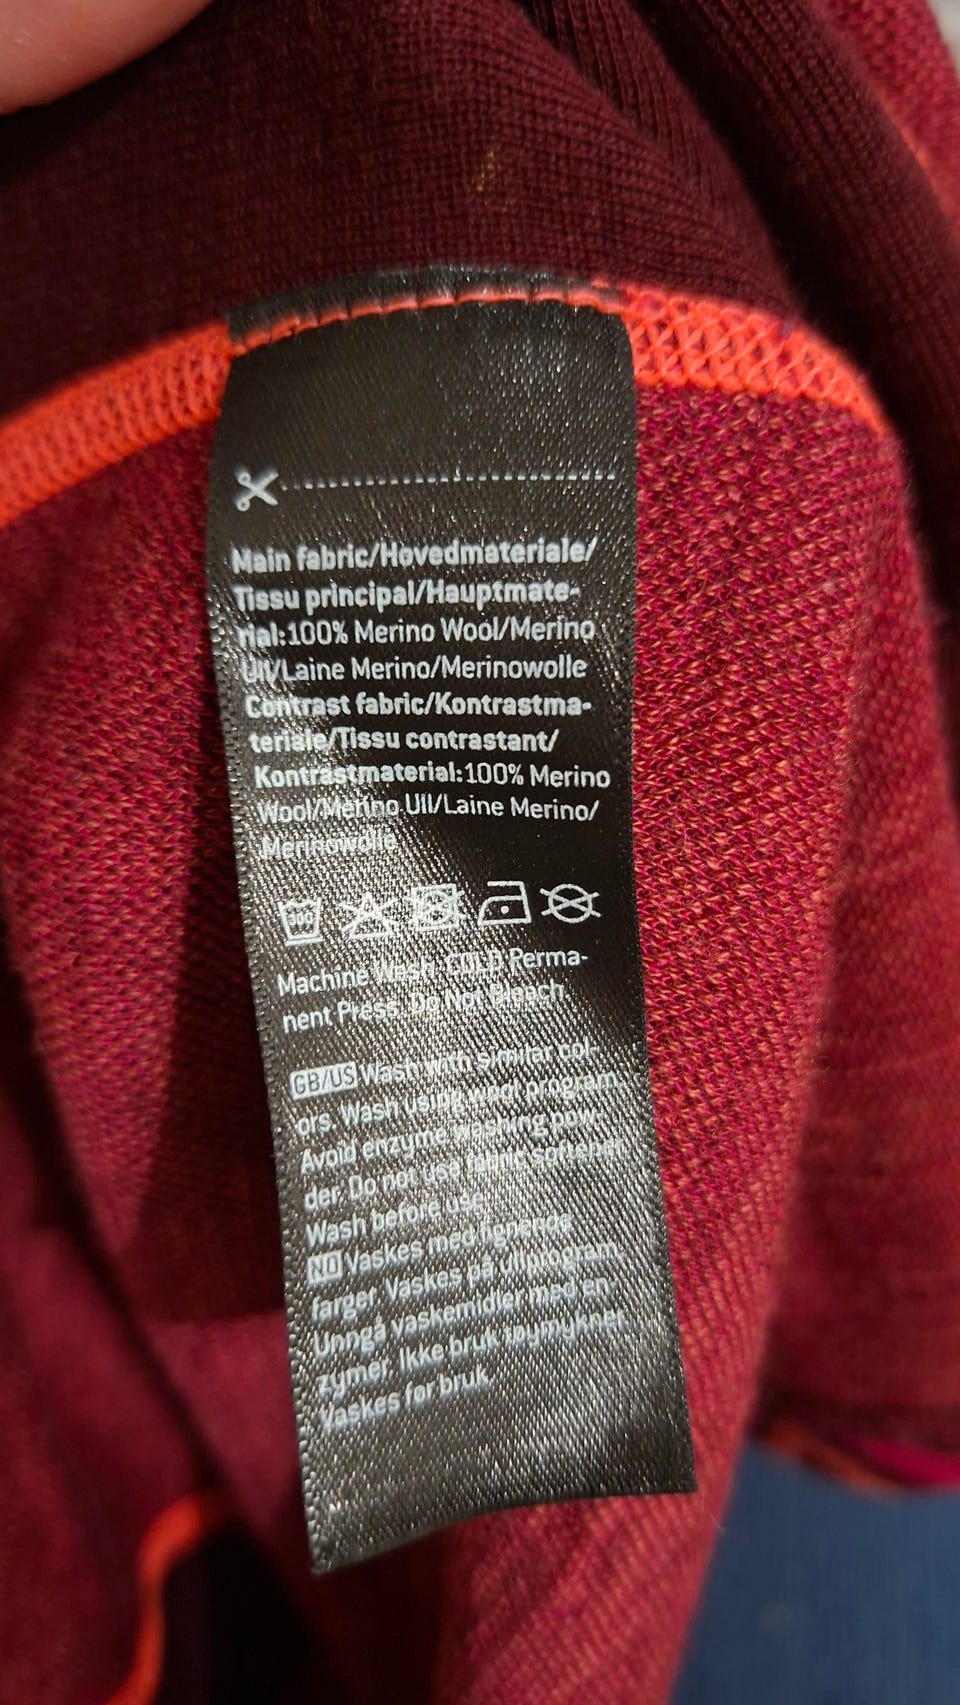 Main fabric/Hovedmateriale/
Tissu principal/Hauptmate-
rial:100% Merino Wool/Merino
Ull/Laine Merino/Merinowolle
Contrast fabric/Kontrastma-
teriale/Tissu contrastant/
Kontrastmaterial:100% Merino
Wool/Merino Ull/Laine Merino/
Merinowolle
30C
Machine Wash: COLD Perma-
nent Press. Do Not Bleach
GB/US Wash with similar col-
ors. Wash using wool program.
Avoid enzyme washing pow-
der. Do not use fabric softener
Wash before use.
NO Vaskes med lignende
farger Vaskes på ullprogram.
Unngå vaskemidler med en-
zymer. Ikke bruk tøymykner
Vaskes før bruk